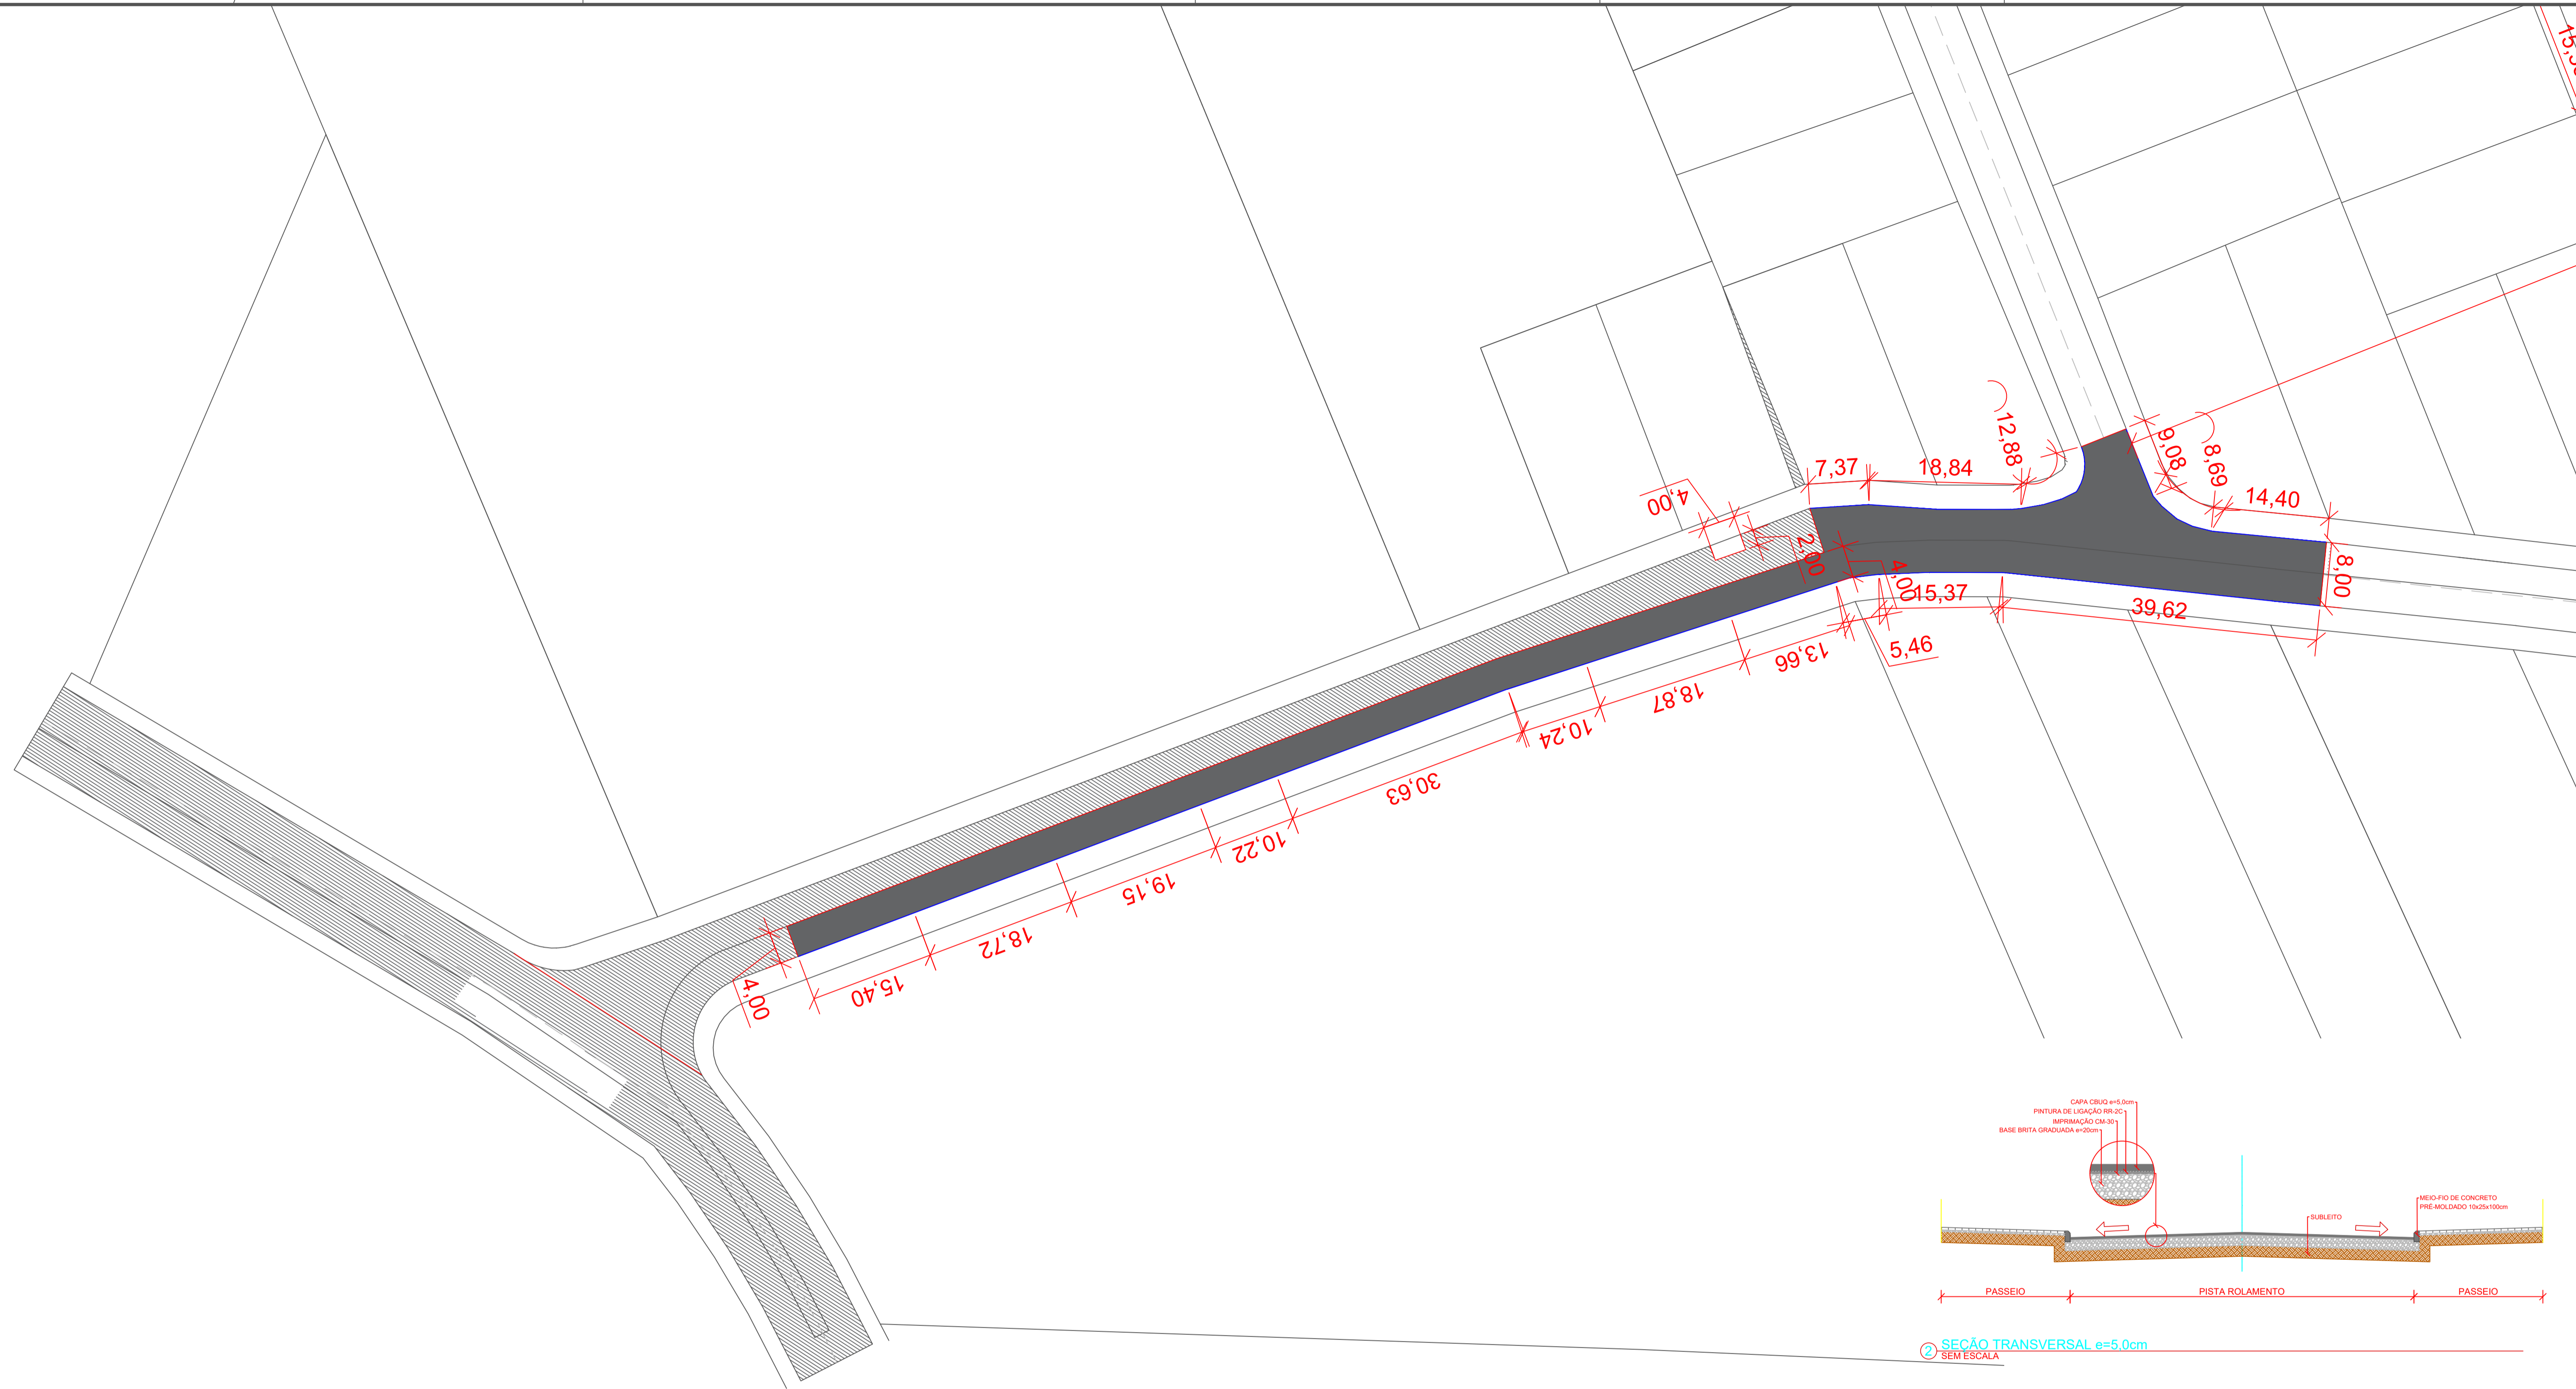 12,88
9,08
8,69
7,37
18,84
14,40
4,00
2,00
4,00
8,00
15,37
39,62
5,46
13,66
18,87
10,24
30,63
10,22
19,15
18,72
15,40
4,00
CAPA CBUQ e=5,0cm
PINTURA DE LIGAÇÃO RR-2C
IMPRIMAÇÃO CM-30
BASE BRITA GRADUADA e=20cm
MEIO-FIO DE CONCRETO
PRÉ-MOLDADO 10x25x100cm
SUBLEITO
PASSEIO
PISTA ROLAMENTO
PASSEIO
2 SEÇÃO TRANSVERSAL e=5,0cm
SEM ESCALA